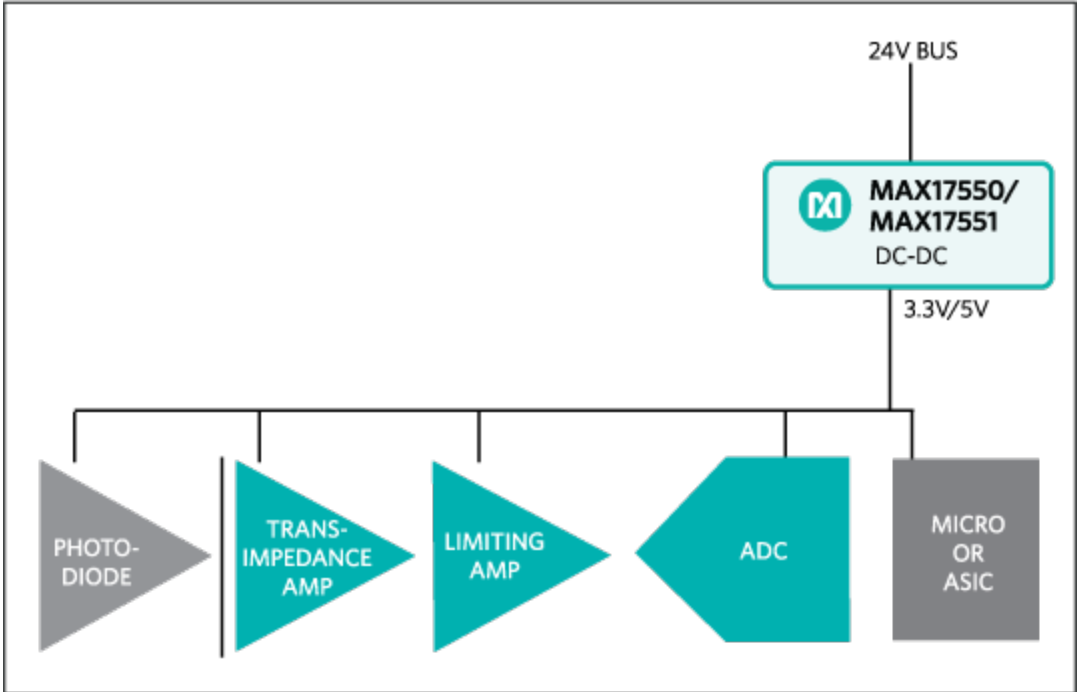 24V BUS
MAX17550/
MAX17551
DC-DC
3.3V/5V
PHOTO-
DIODE
TRANS-
IMPEDANCE
AMP
LIMITING
AMP
ADC
MICRO
OR
ASIC